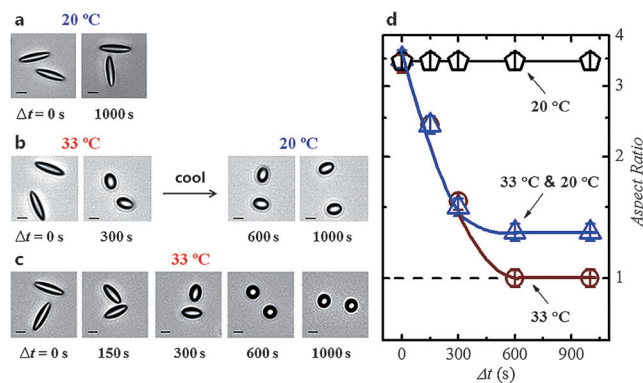 a
20 ºC
Δt = 0 s
1000s
b
33 ºC
cool
20 ºC
Δt = 0 s
300 s
600 s
1000 s
c
33 ºC
Δt = 0 s
150 s
300 s
600 s
1000 s
d
4
3
2
1
Aspect Ratio
20 ºC
33 ºC & 20 ºC
33 ºC
0
300
600
900
Δt (s)